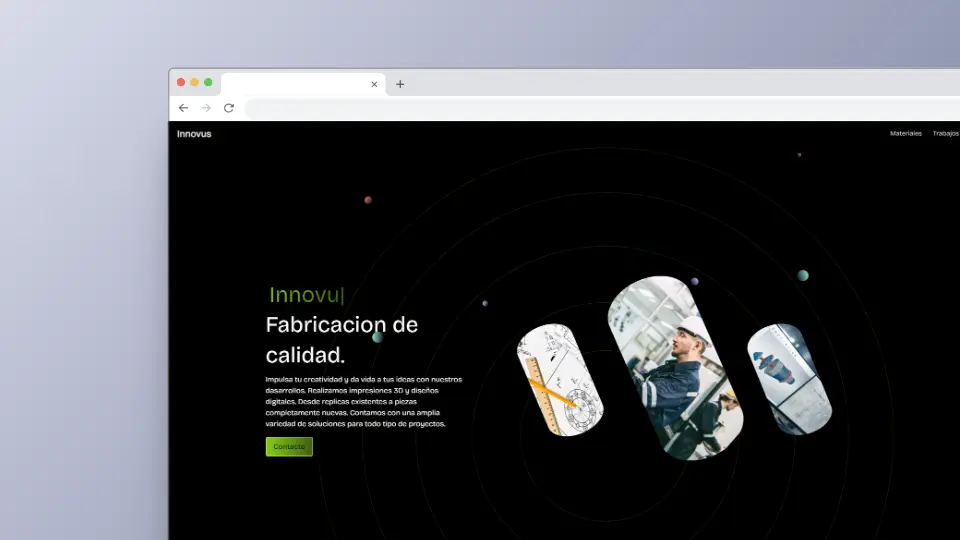 Innovus
Materiales Trabajos
Innovu|
Fabricacion de
calidad.
Impulsa tu creatividad y da vida a tus ideas con nuestros
dasarrollos. Realizamos impresiones 3D y diseños
digitales. Desde replicas existentes a piezas
completamente nuevas. Contamos con una amplia
variedad de soluciones para todo tipo de proyectos.
Contacto